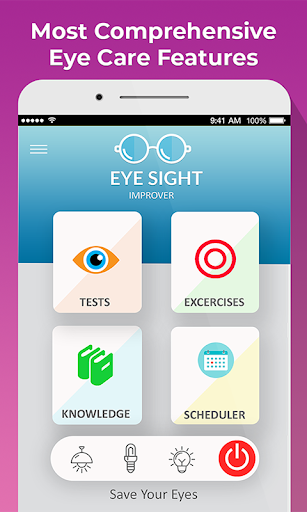 Most Comprehensive
Eye Care Features
9:41 AM 100%
EYE SIGHT
IMPROVER
TESTS
EXCERCISES
KNOWLEDGE
SCHEDULER
Save Your Eyes